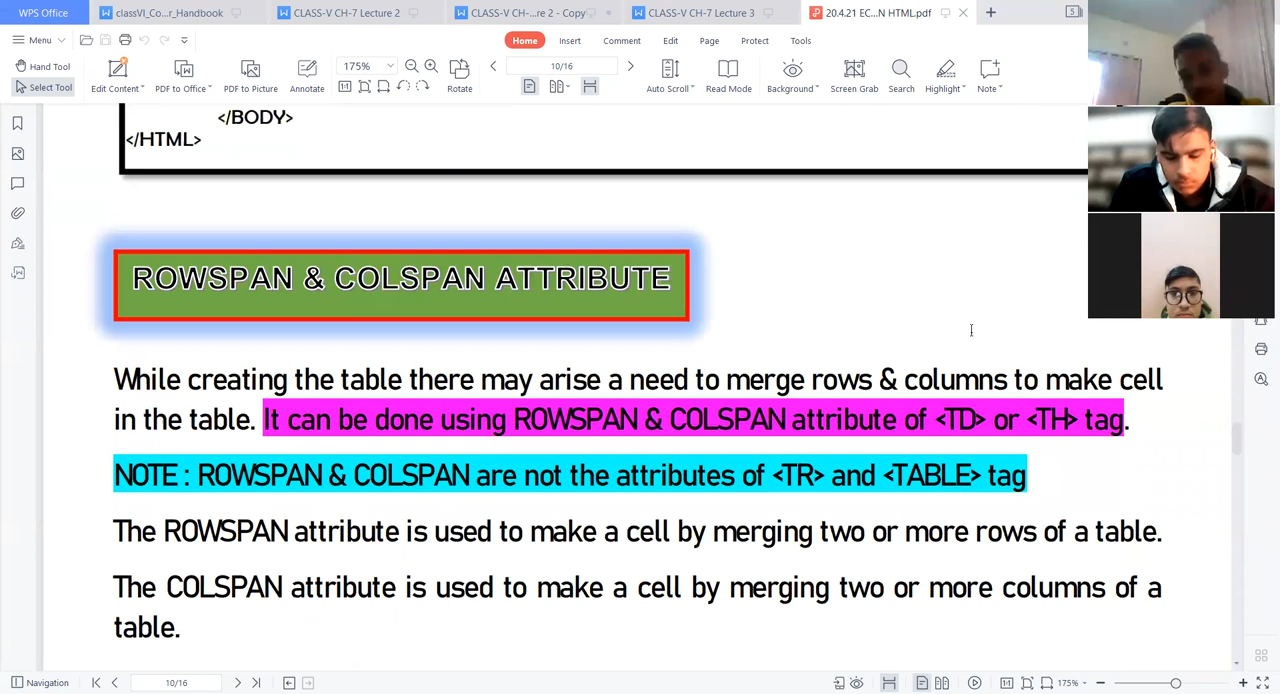 WPS Office classVI_Co...r_Handbook CLASS-V CH-7 Lecture 2 CLASS-V CH-...re 2 - Copy CLASS-V CH-7 Lecture 3 20.4.21 EC...N HTML.pdf 5
Menu Home Insert Comment Edit Page Protect Tools
Hand Tool 175% 10/16
Select Tool Edit Content PDF to Office PDF to Picture Annotate Rotate Auto Scroll Read Mode Background Screen Grab Search Highlight Note
</BODY>
</HTML>
ROWSPAN & COLSPAN ATTRIBUTE
While creating the table there may arise a need to merge rows & columns to make cell
in the table. It can be done using ROWSPAN & COLSPAN attribute of <TD> or <TH> tag.
NOTE : ROWSPAN & COLSPAN are not the attributes of <TR> and <TABLE> tag
The ROWSPAN attribute is used to make a cell by merging two or more rows of a table.
The COLSPAN attribute is used to make a cell by merging two or more columns of a
table.
Navigation 10/16 175%